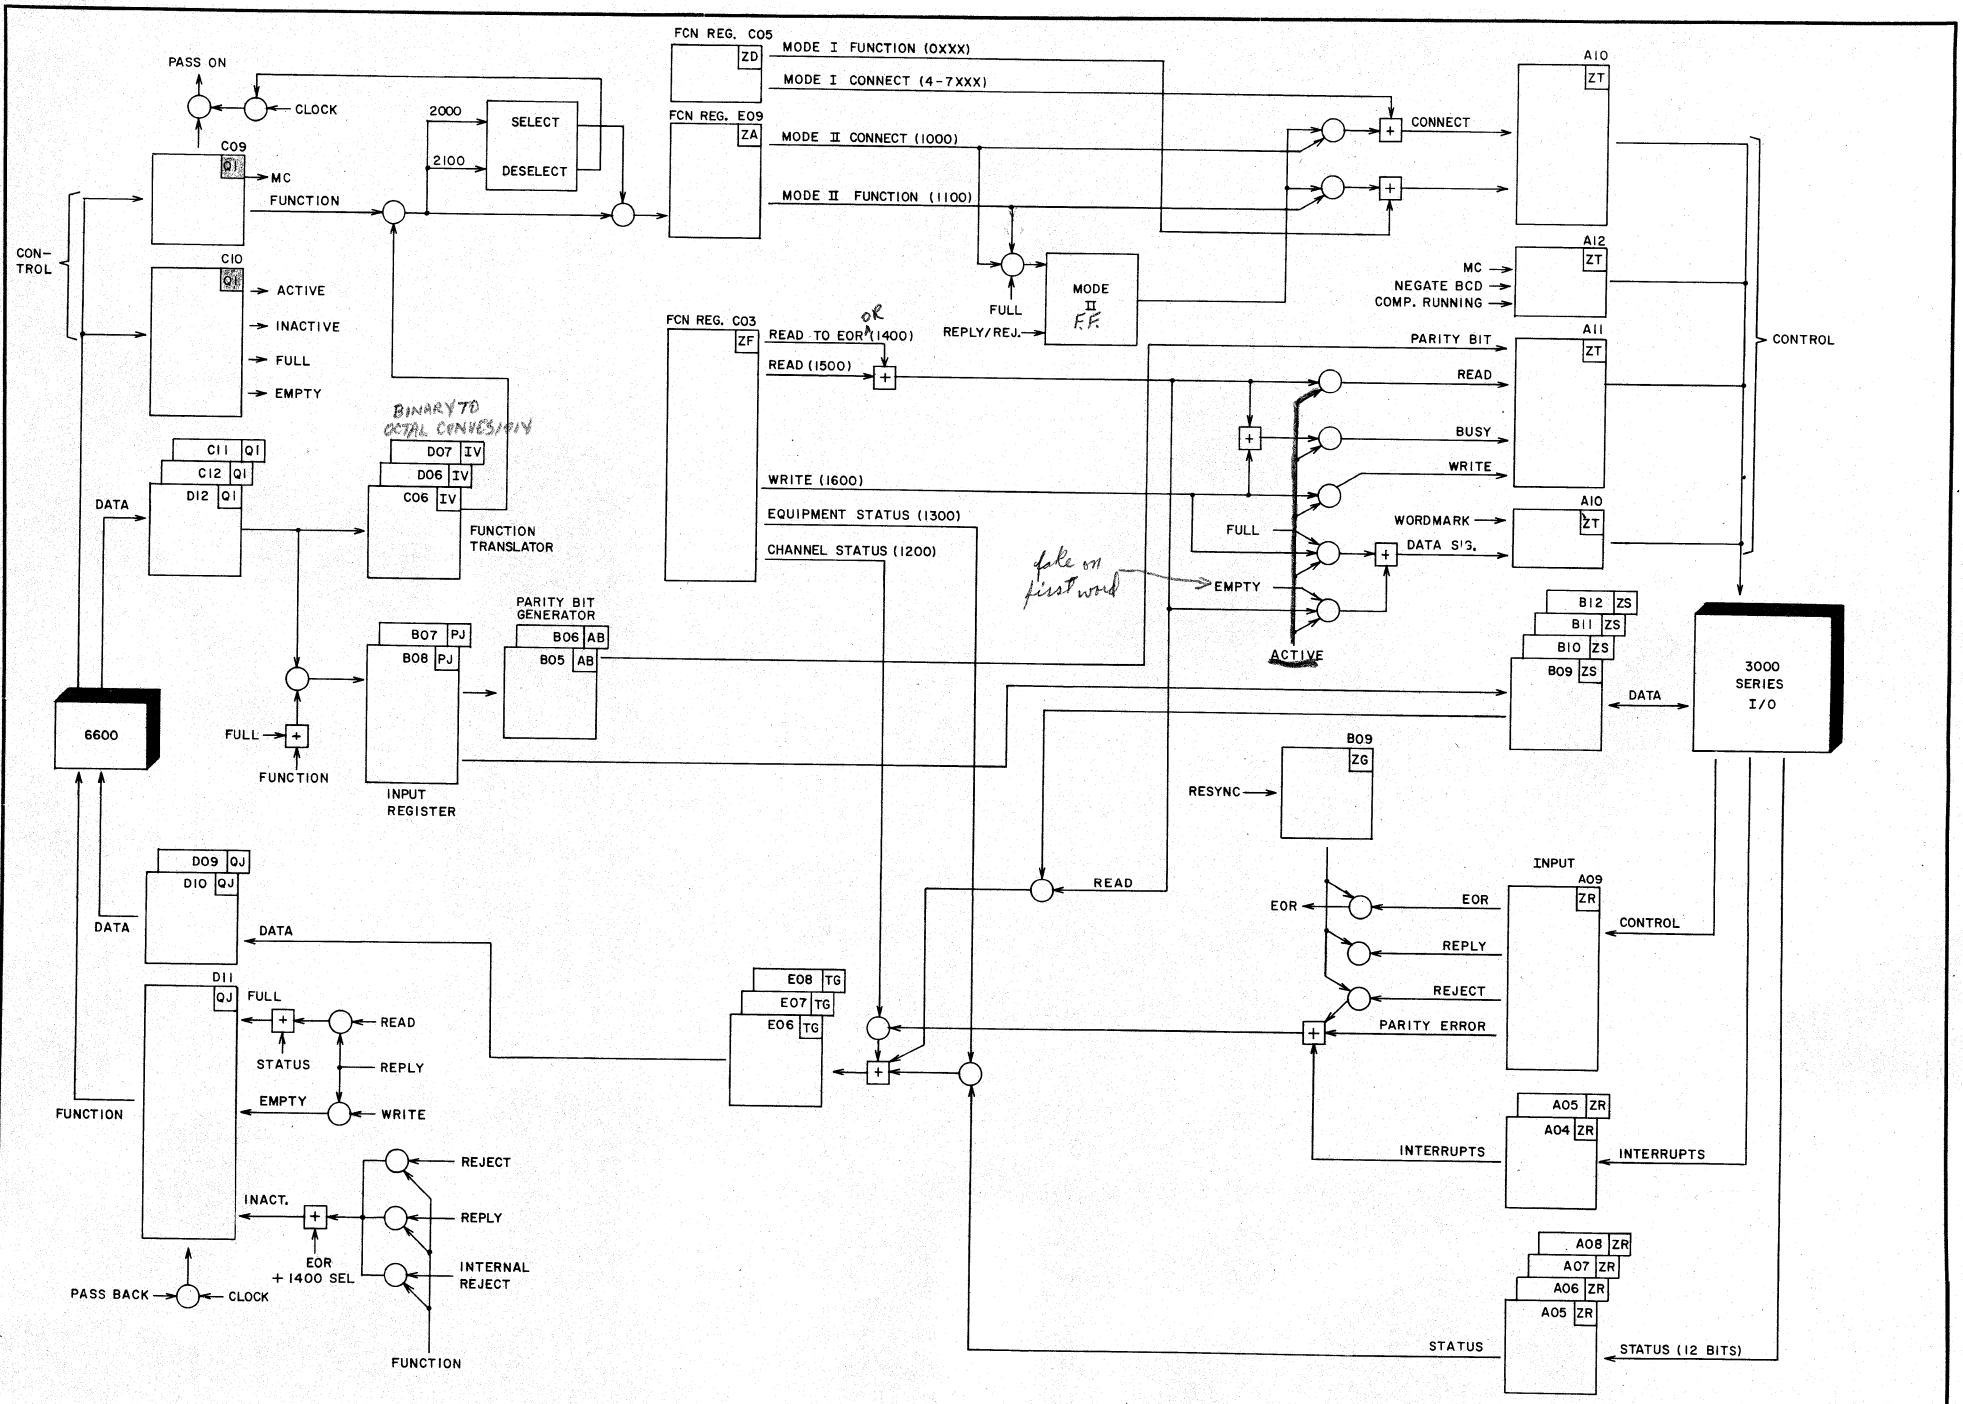 PASS ON
CLOCK
C09
Q1
MC
FUNCTION
CON-
TROL
C10
Q1
ACTIVE
INACTIVE
FULL
EMPTY
2000
2100
SELECT
DESELECT
FCN REG. C05
ZD
MODE I FUNCTION (0XXX)
MODE I CONNECT (4-7XXX)
FCN REG. E09
ZA
MODE II CONNECT (1000)
MODE II FUNCTION (1100)
FULL
REPLY/REJ.
MODE
II
F.F.
A10
ZT
CONNECT
A12
ZT
MC
NEGATE BCD
COMP. RUNNING
A11
ZT
PARITY BIT
READ
BUSY
WRITE
CONTROL
FCN REG. C03
ZF
OR
READ TO EOR ^ (1400)
READ (1500)
WRITE (1600)
EQUIPMENT STATUS (1300)
CHANNEL STATUS (1200)
A10
ZT
WORDMARK
DATA SIG.
FULL
EMPTY
ACTIVE
fake on
first word
BINARY TO
OCTAL CONVESION
C11 Q1
C12 Q1
D12 Q1
DATA
D07 IV
D06 IV
C06 IV
FUNCTION
TRANSLATOR
PARITY BIT
GENERATOR
B07 PJ
B08 PJ
B06 AB
B05 AB
FULL
FUNCTION
INPUT
REGISTER
6600
B12 ZS
B11 ZS
B10 ZS
B09 ZS
DATA
3000
SERIES
I/O
B09
ZG
RESYNC
READ
D09 QJ
D10 QJ
DATA
DATA
D11
QJ
FULL
READ
STATUS
REPLY
EMPTY
WRITE
FUNCTION
REJECT
INACT.
REPLY
EOR
+ 1400 SEL
INTERNAL
REJECT
PASS BACK
CLOCK
FUNCTION
E08 TG
E07 TG
E06 TG
INPUT
A09
ZR
EOR
EOR
REPLY
REJECT
PARITY ERROR
CONTROL
A05 ZR
A04 ZR
INTERRUPTS
INTERRUPTS
A08 ZR
A07 ZR
A06 ZR
A05 ZR
STATUS
STATUS (12 BITS)